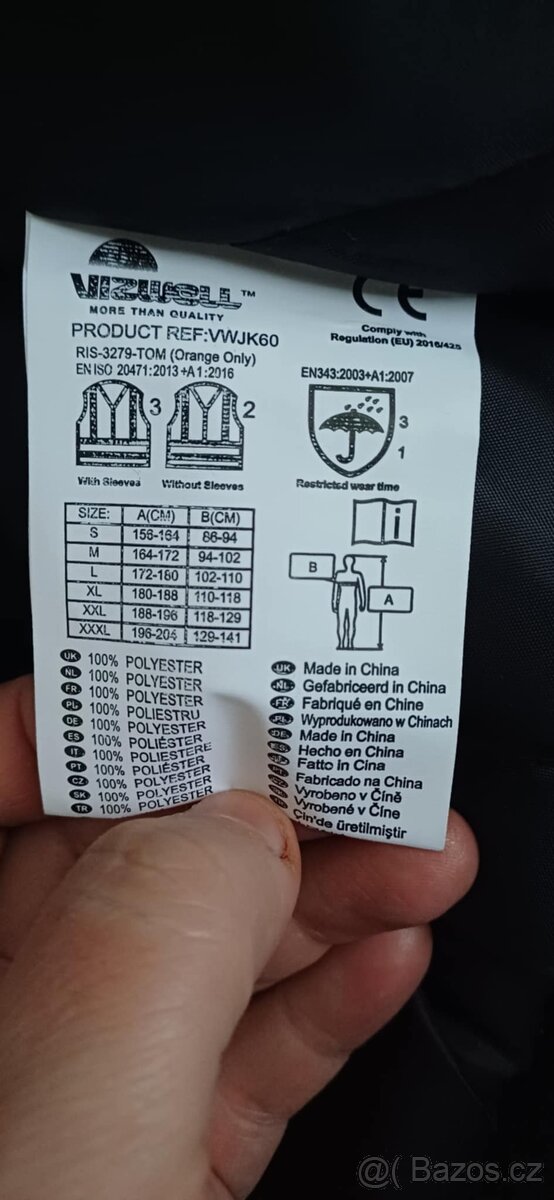 VIZWELL™
MORE THAN QUALITY
PRODUCT REF:VWJK60
RIS-3279-TOM (Orange Only)
EN ISO 20471:2013+A1:2016
3
2
With Sleeves
Without Sleeves
CE
Comply with
Regulation (EU) 2016/425
EN343:2003+A1:2007
3
1
Restricted wear time
i
SIZE: A(CM) B(CM)
S 156-164 86-94
M 164-172 94-102
L 172-180 102-110
XL 180-188 110-118
XXL 188-196 118-129
XXXL 196-204 129-141
B
A
UK 100% POLYESTER
NL 100% POLYESTER
FR 100% POLYESTER
PL 100% POLIESTRU
DE 100% POLYESTER
ES 100% POLIÉSTER
IT 100% POLIESTERE
PT 100% POLIÉSTER
CZ 100% POLYESTER
SK 100% POLYESTER
TR 100% POLYESTER
UK Made in China
NL Gefabriceerd in China
FR Fabriqué en Chine
PL Wyprodukowano w Chinach
DE Made in China
ES Hecho en China
IT Fatto in Cina
Fabricado na China
Vyrobeno v Číně
Vyrobené v Číne
Çin'de üretilmiştir
@( Bazos.cz